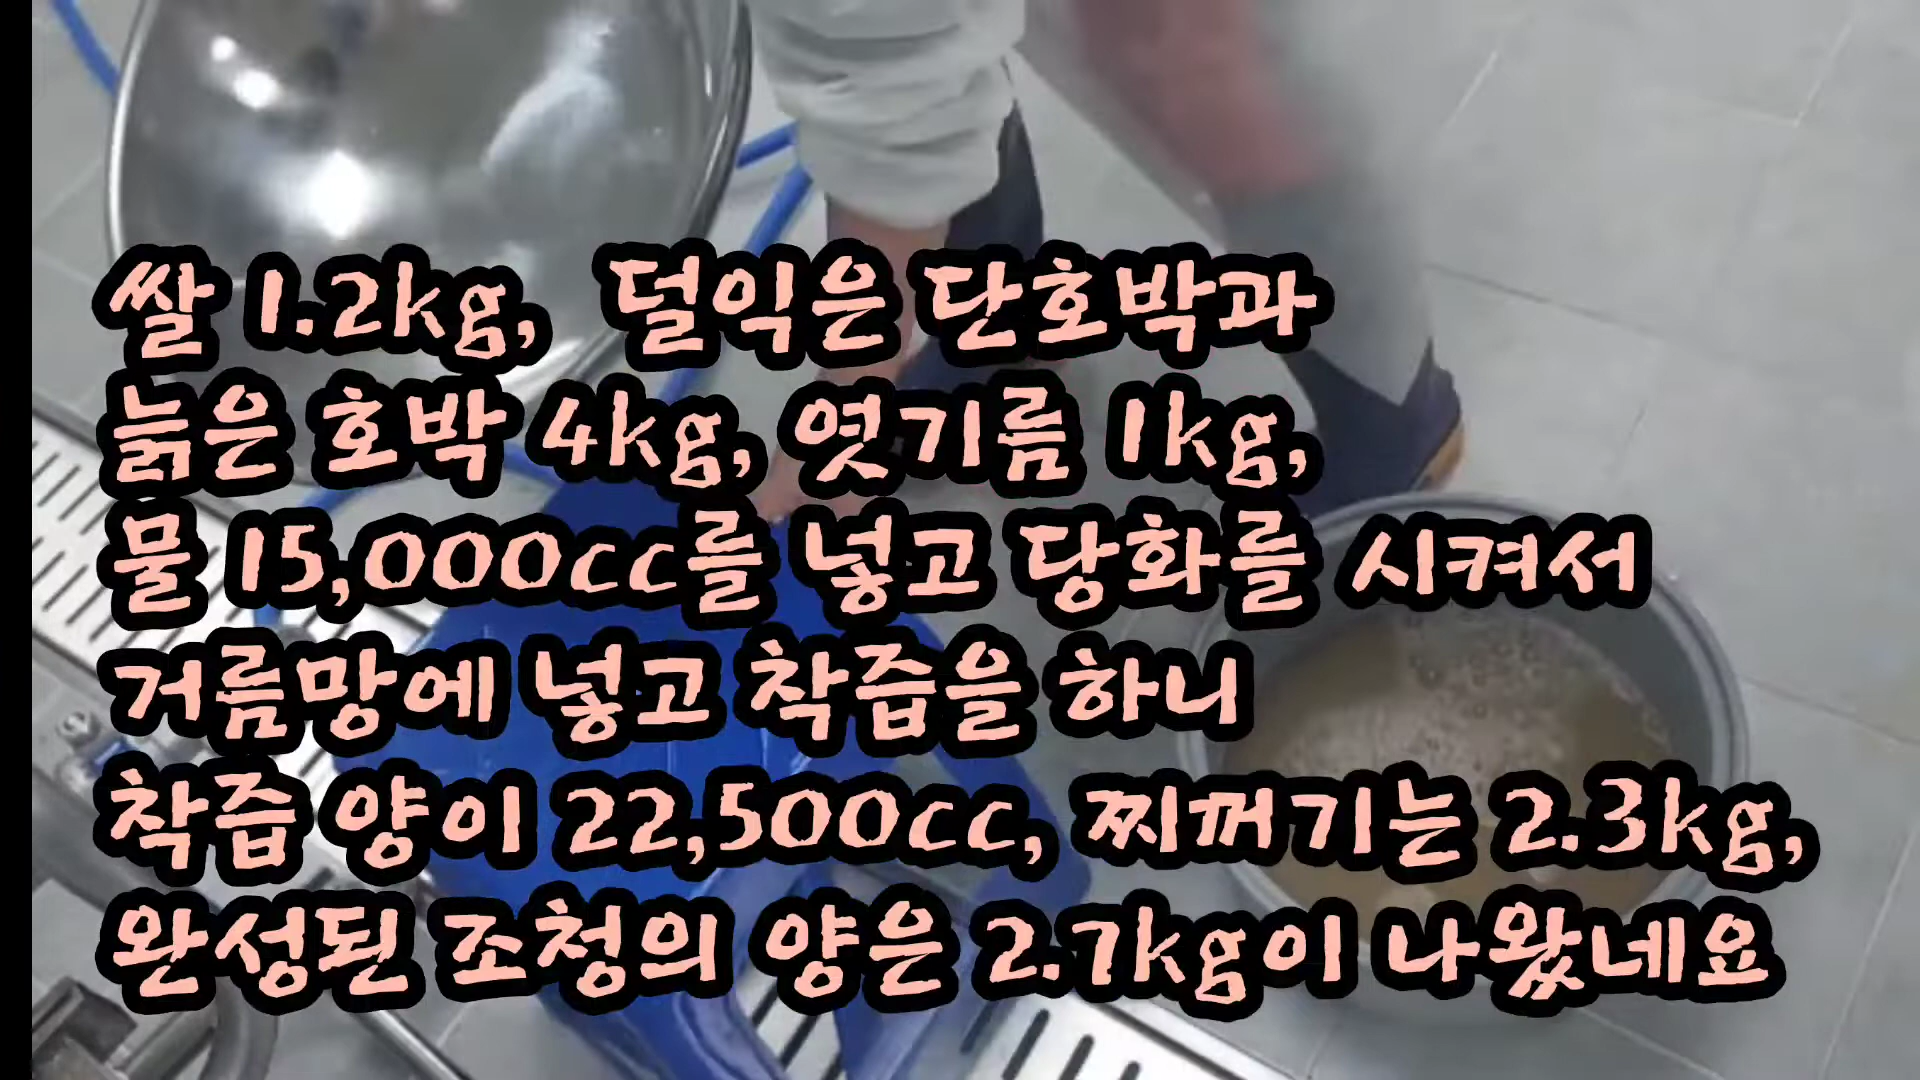 쌀 1.2kg, 덜익은 단호박과
늙은 호박 4kg, 엿기름 1kg,
물 15,000cc를 넣고 당화를 시켜서
거름망에 넣고 착즙을 하니
착즙 양이 22,500cc, 찌꺼기는 2.3kg,
완성된 조청의 양은 2.7kg이 나왔네요